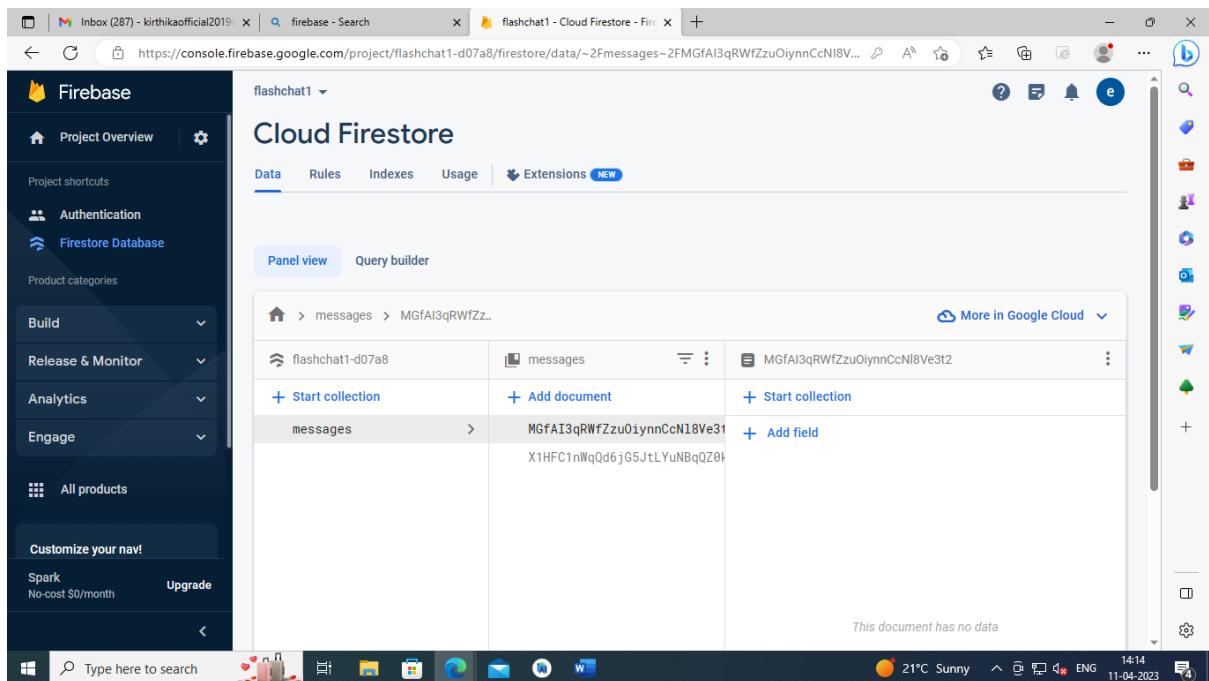 Inbox (287) - kirthikaofficial2019
firebase - Search
flashchat1 - Cloud Firestore - Fire
https://console.firebase.google.com/project/flashchat1-d07a8/firestore/data/~2Fmessages~2FMGfAI3qRWfZzuOiynnCcNl8V...
Firebase
flashchat1
e
Project Overview
Cloud Firestore
Data Rules Indexes Usage Extensions NEW
Project shortcuts
Authentication
Firestore Database
Panel view Query builder
Product categories
Build
messages MGfAI3qRWfZz...
More in Google Cloud
Release & Monitor
flashchat1-d07a8
messages
MGfAI3qRWfZzuOiynnCcNl8Ve3t2
Analytics
+ Start collection
+ Add document
+ Start collection
Engage
messages
MGfAI3qRWfZzuOiynnCcNl8Ve3t
+ Add field
X1HFC1nWqQd6jG5JtLYuNBqQZ0k
All products
Customize your nav!
Spark
No-cost $0/month
Upgrade
This document has no data
Type here to search
21°C Sunny
ENG
14:14
11-04-2023
4